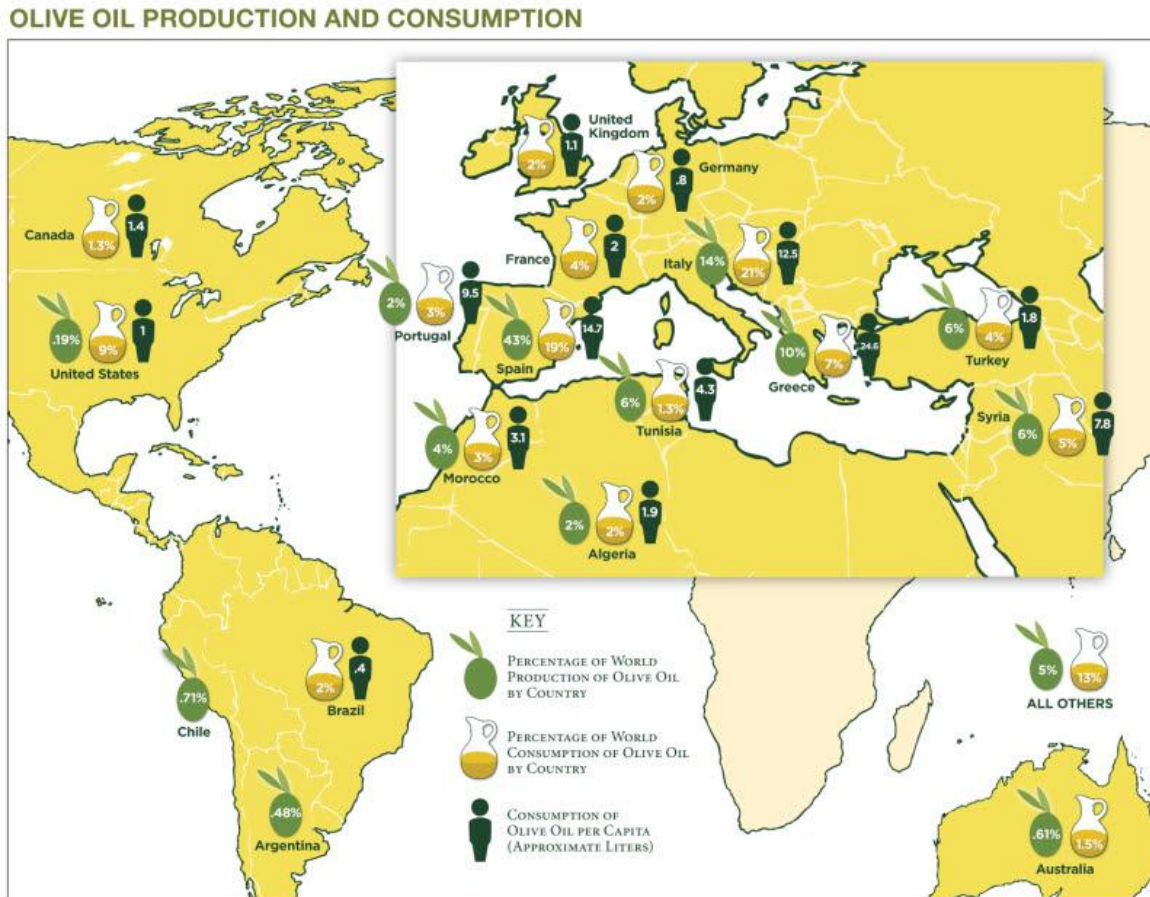 OLIVE OIL PRODUCTION AND CONSUMPTION
United
Kingdom
2%
1.1
Germany
2%
.8
Canada
1.3%
1.4
France
4%
2
Italy
14%
21%
12.5
United States
.19%
9%
1
Portugal
2%
3%
9.5
Spain
43%
19%
14.7
Greece
10%
7%
24.6
Turkey
6%
4%
1.8
Tunisia
6%
1.3%
4.3
Syria
6%
5%
7.8
Morocco
4%
3%
3.1
Algeria
2%
2%
1.9
Brazil
2%
.4
Chile
.71%
Argentina
.48%
KEY
Percentage of World
Production of Olive Oil
by Country
Percentage of World
Consumption of Olive Oil
by Country
Consumption of
Olive Oil per Capita
(Approximate Liters)
5%
13%
ALL OTHERS
.61%
1.5%
Australia